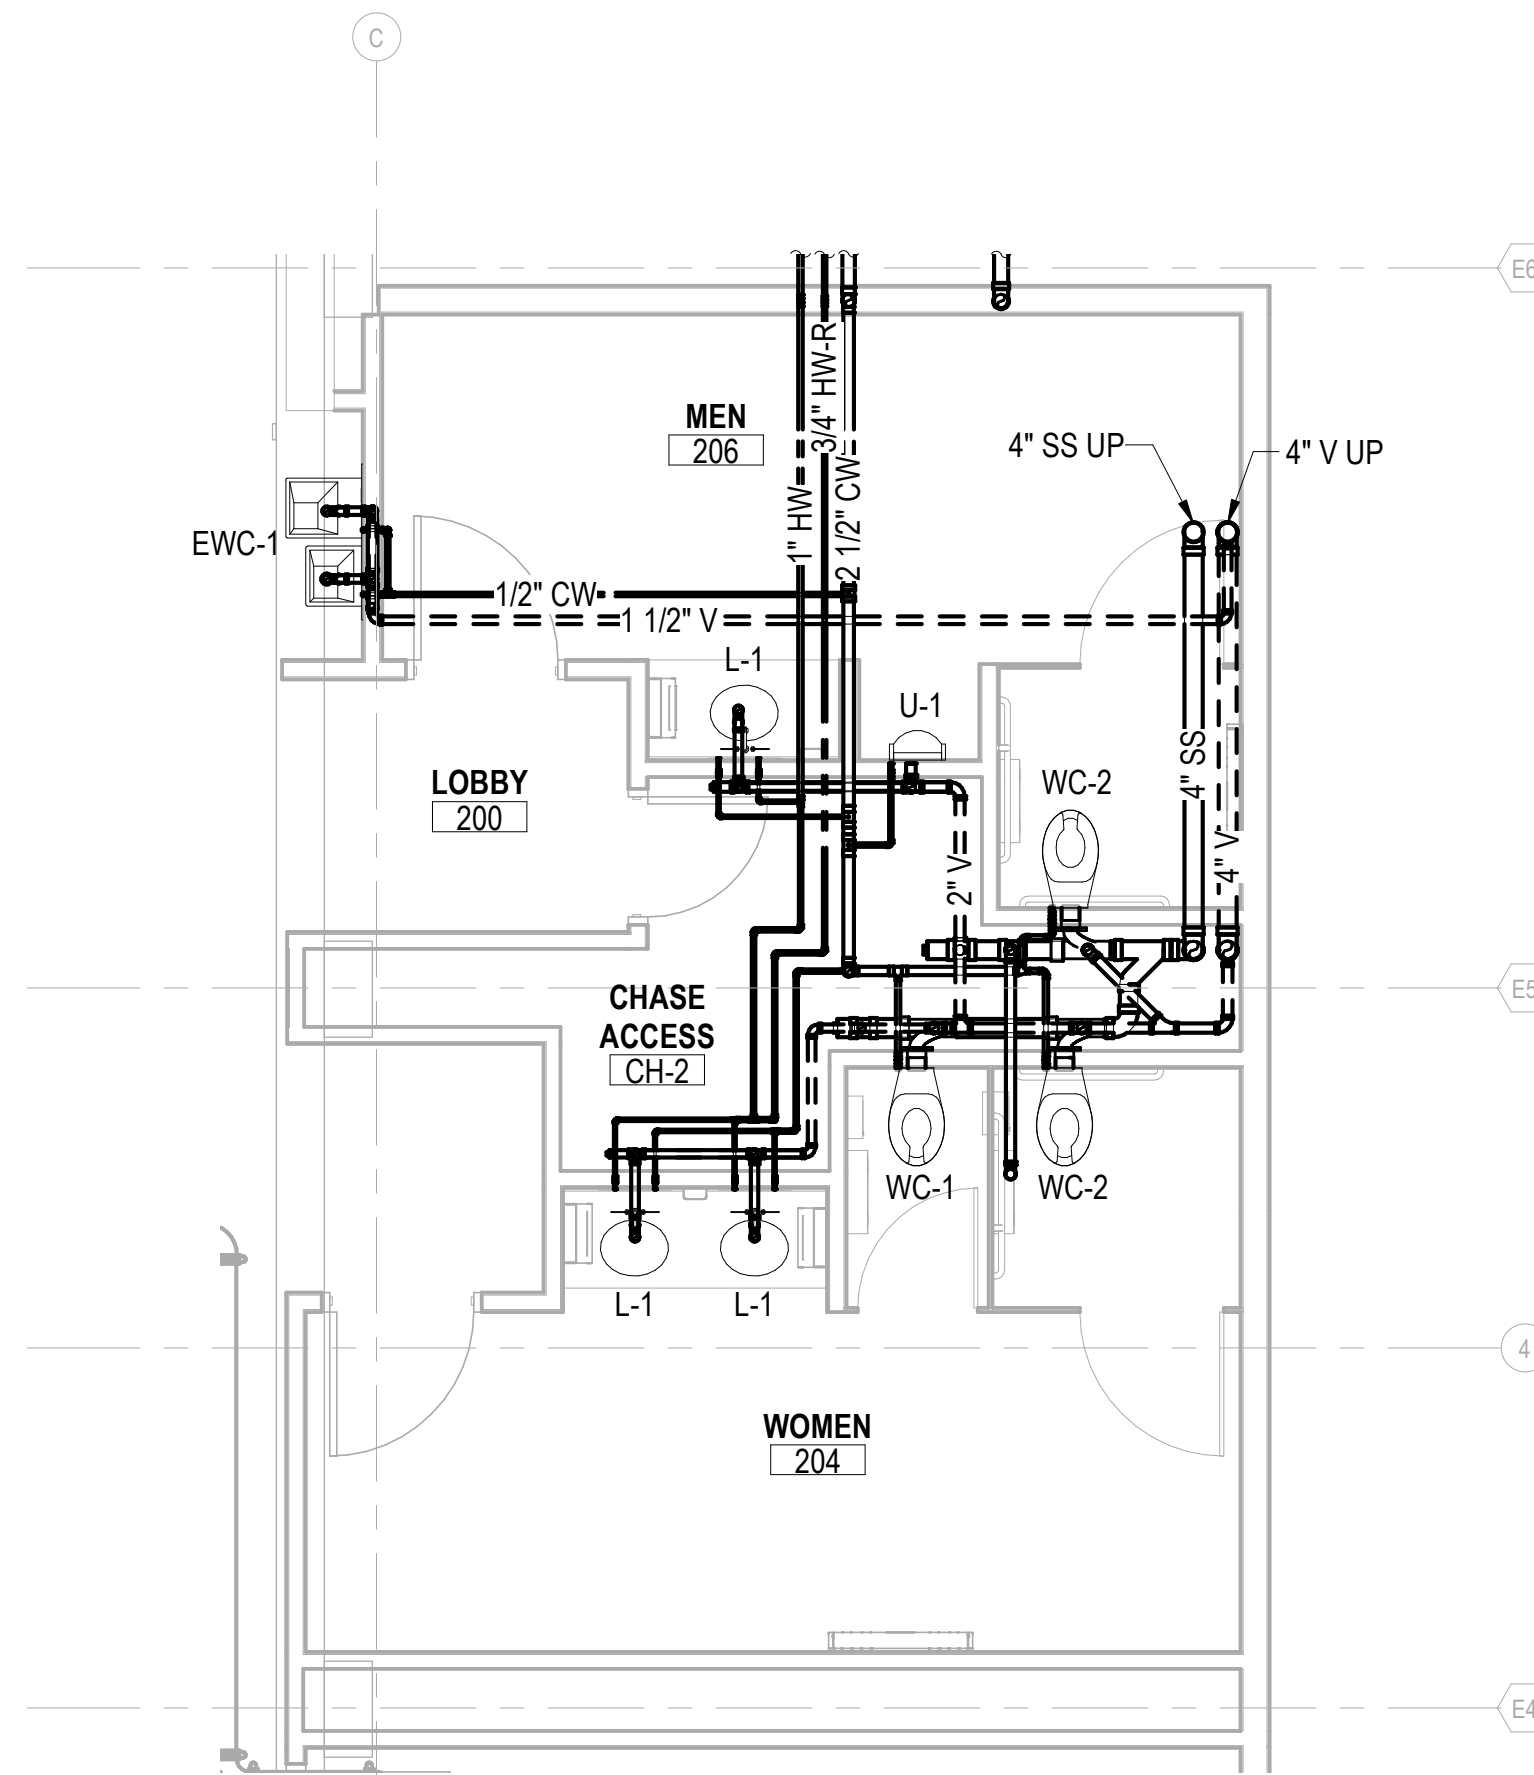 C
E6
3/4" HW-R
MEN
206
4" SS UP
4" V UP
1" HW
2 1/2" CW
EWC-1
1/2" CW
1 1/2" V
L-1
U-1
LOBBY
200
WC-2
4" SS
2" V
4" V
CHASE
ACCESS
CH-2
E5
WC-1
WC-2
L-1
L-1
4
WOMEN
204
E4